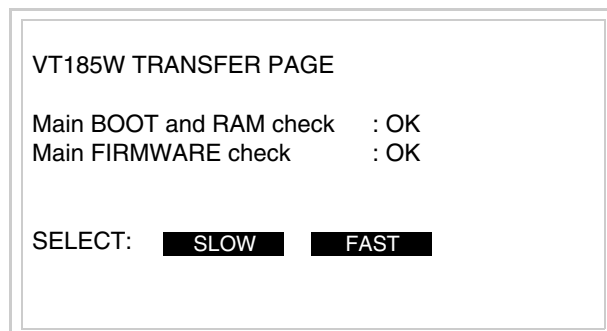 VT185W TRANSFER PAGE
Main BOOT and RAM check : OK
Main FIRMWARE check : OK
SELECT: SLOW FAST